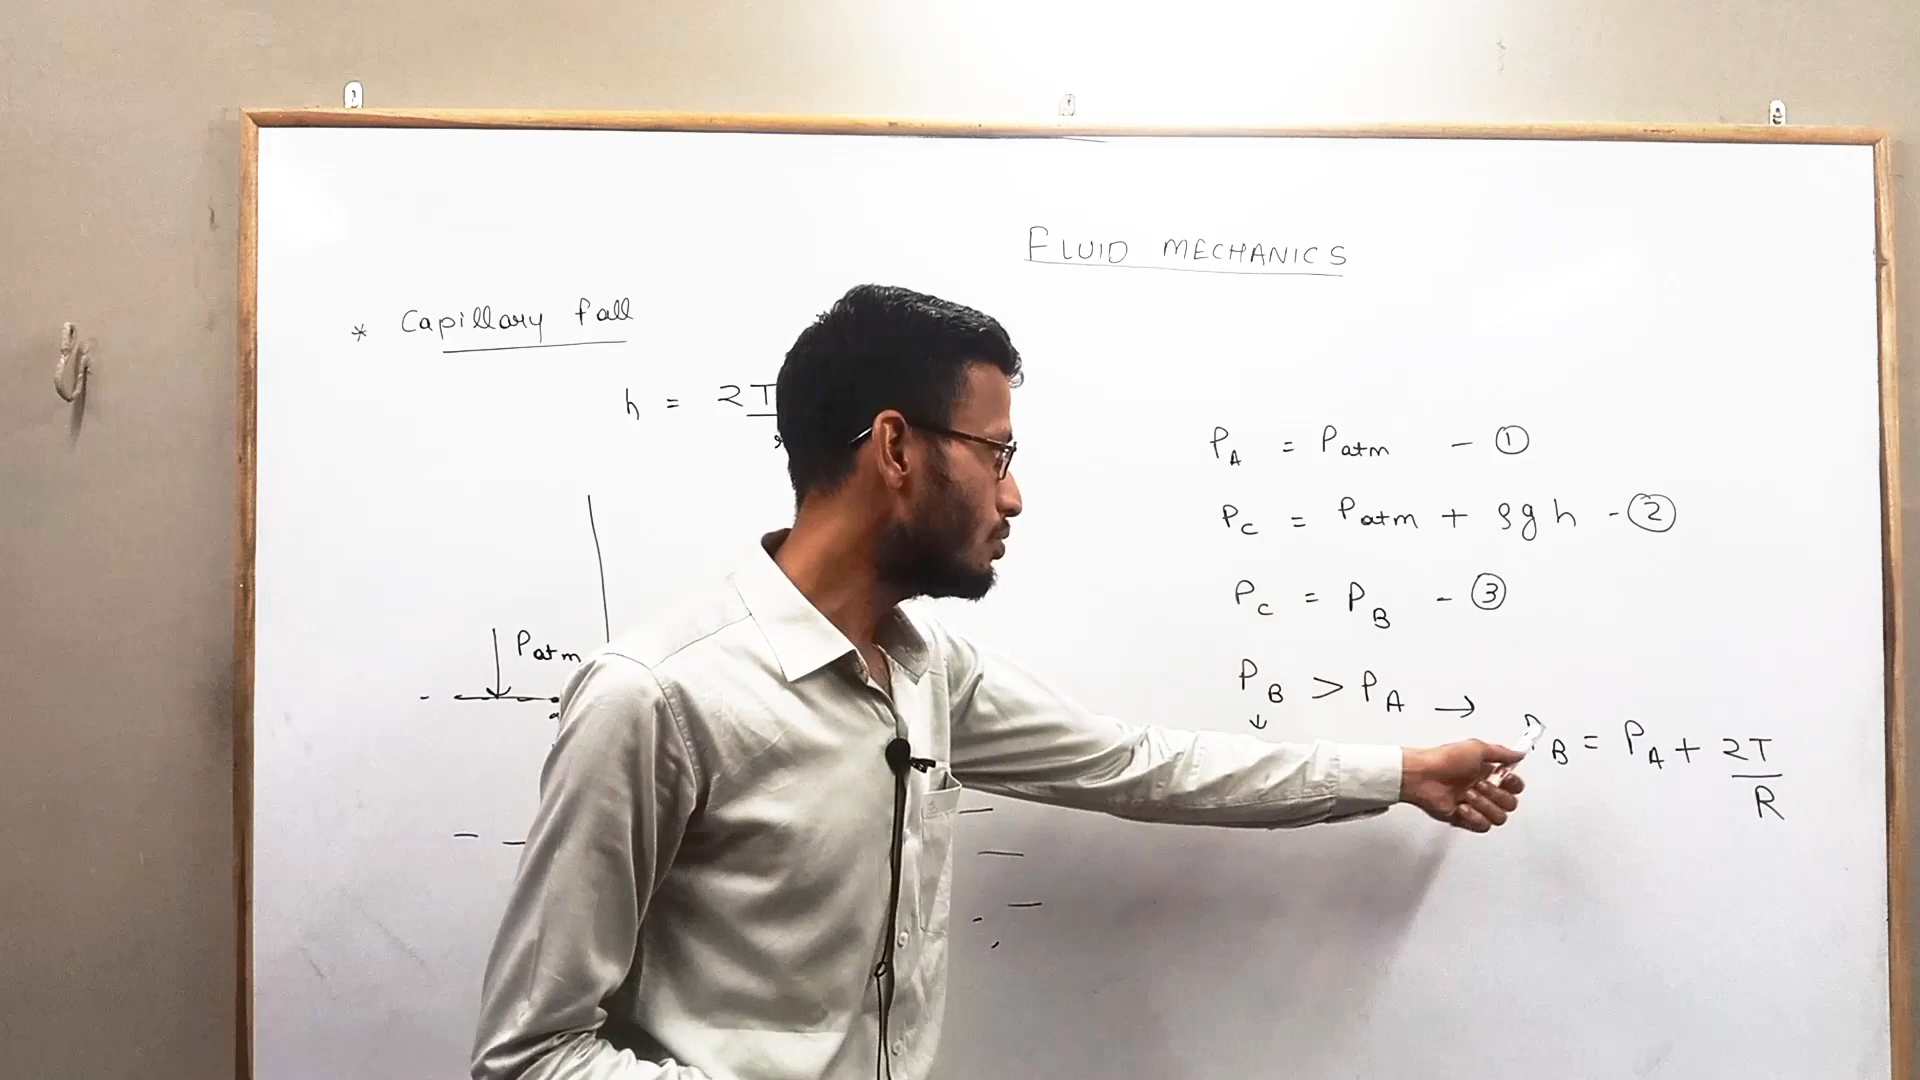 FLUID MECHANICS
* Capillary fall
h = 2T
P_A = P_atm - ①
P_C = P_atm + ρgh - ②
P_C = P_B - ③
P_atm
P_B > P_A →
P_B = P_A + 2T/R